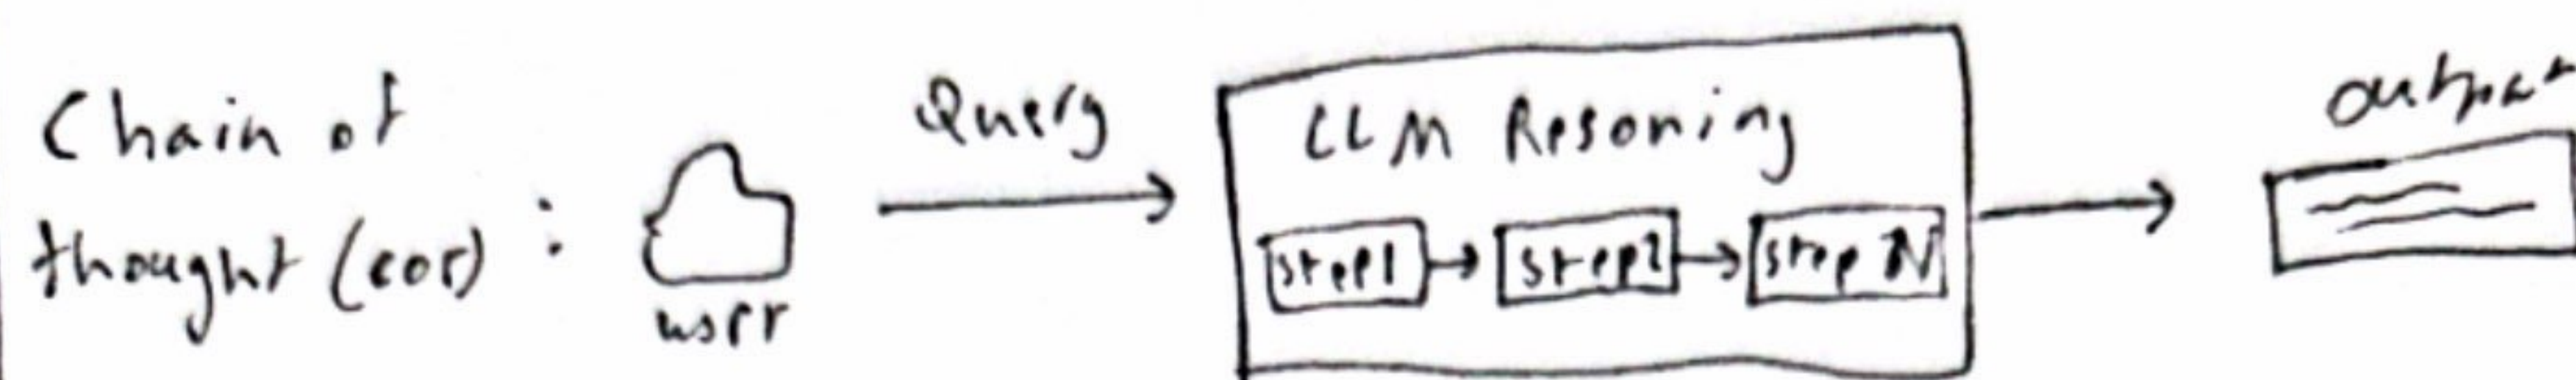 Chain of
thought (cot) :
user
Query
LLM Resoning
step1 → step2 → step N
output